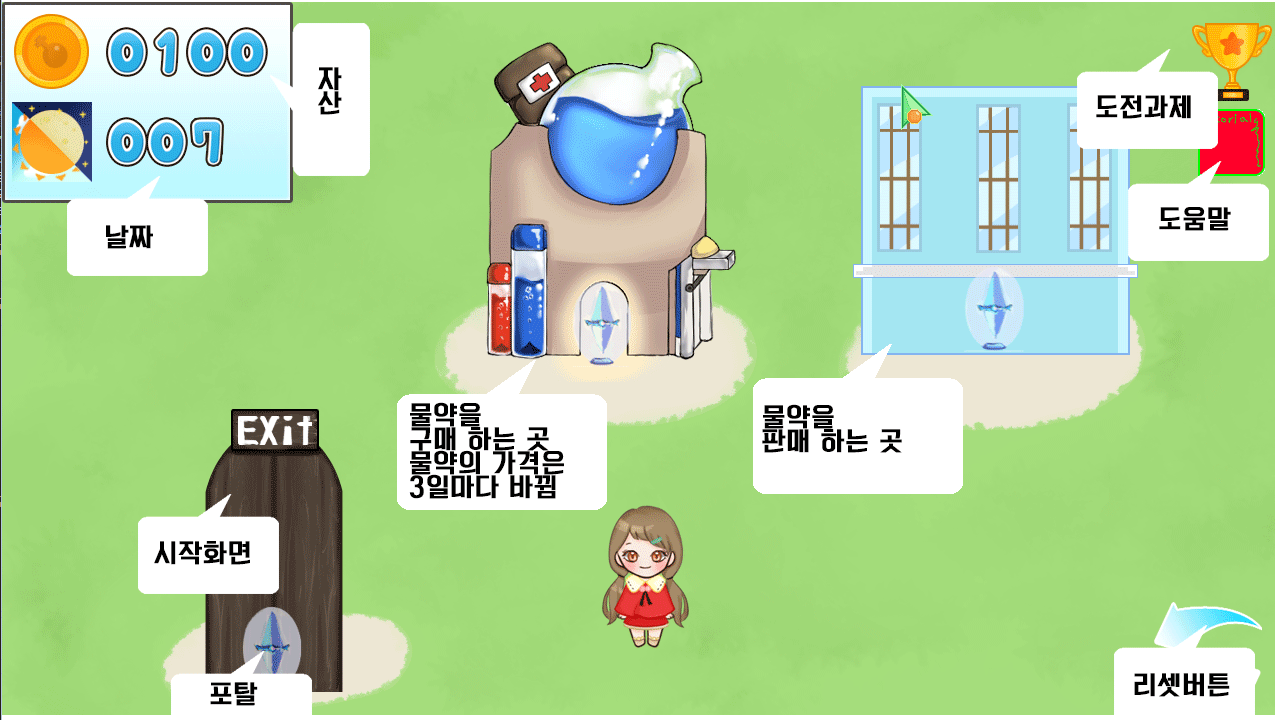 0100
자산
007
날짜
도전과제
도움말
물약을
구매 하는 곳
물약의 가격은
3일마다 바뀜
물약을
판매 하는 곳
EXit
시작화면
포탈
리셋버튼